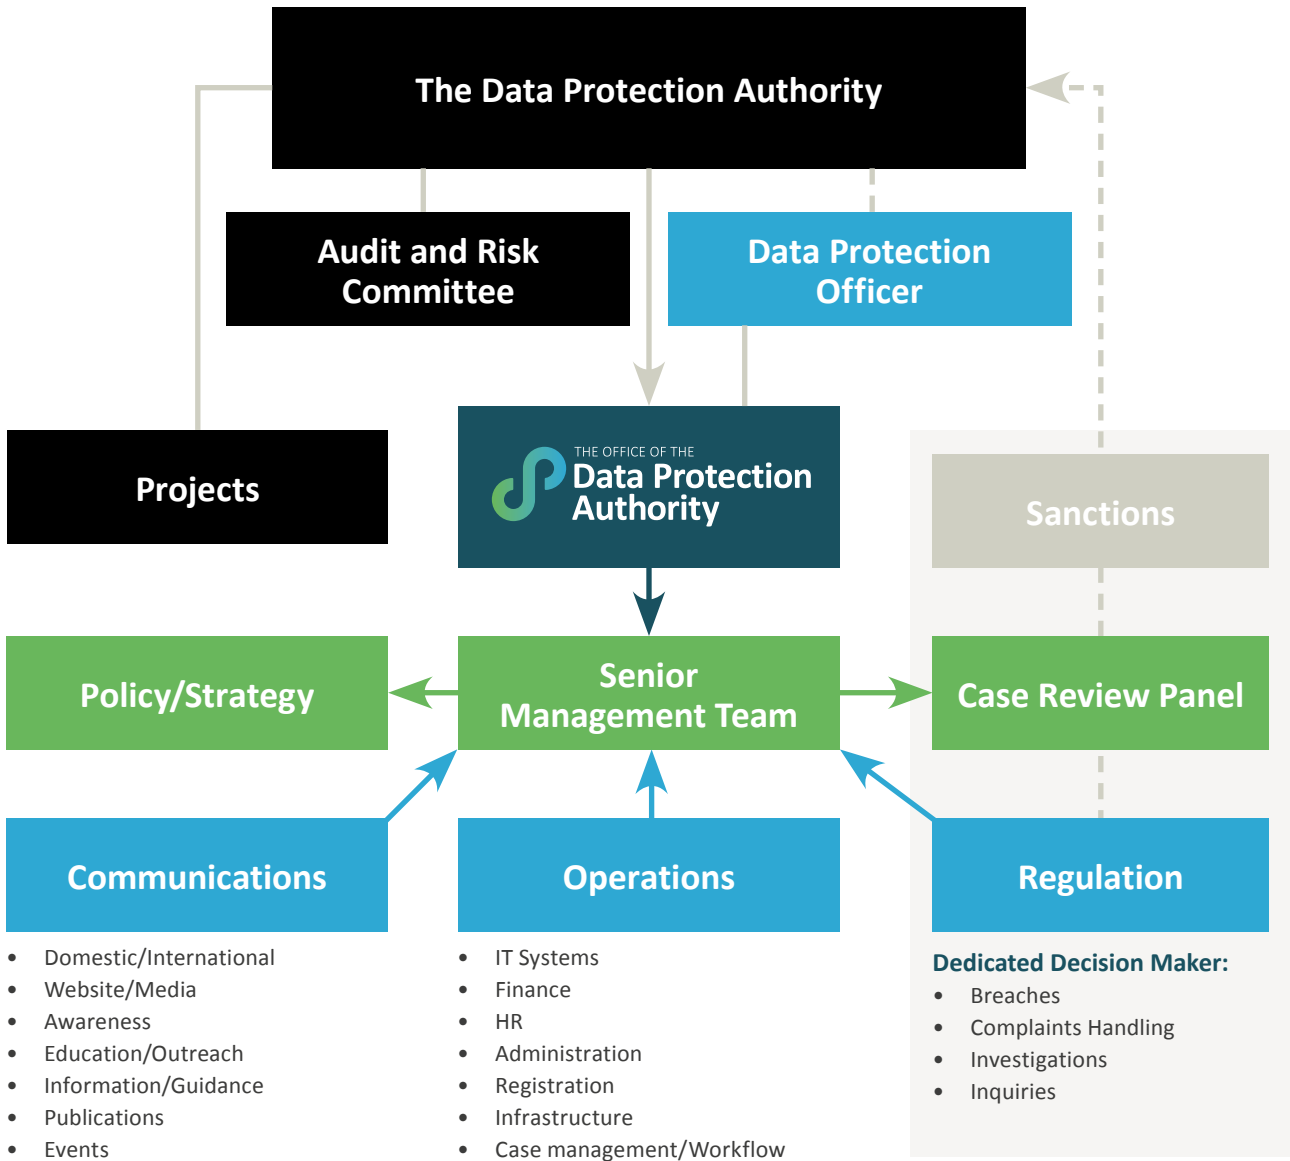 The Data Protection Authority
Audit and Risk
Committee
Data Protection
Officer
Projects
THE OFFICE OF THE
Data Protection
Authority
Sanctions
Policy/Strategy
Senior
Management Team
Case Review Panel
Communications
• Domestic/International
• Website/Media
• Awareness
• Education/Outreach
• Information/Guidance
• Publications
• Events
Operations
• IT Systems
• Finance
• HR
• Administration
• Registration
• Infrastructure
• Case management/Workflow
Regulation
Dedicated Decision Maker:
• Breaches
• Complaints Handling
• Investigations
• Inquiries